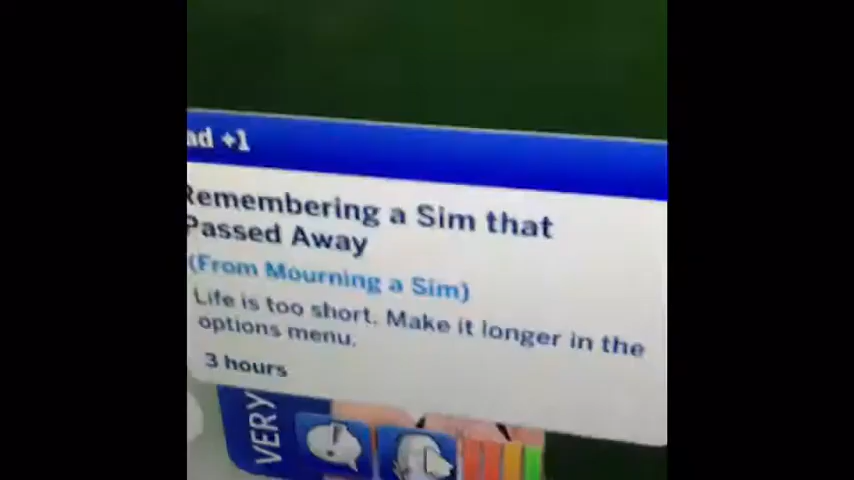 ad +1
Remembering a Sim that
Passed Away
(From Mourning a Sim)
Life is too short. Make it longer in the
options menu.
3 hours
VERY